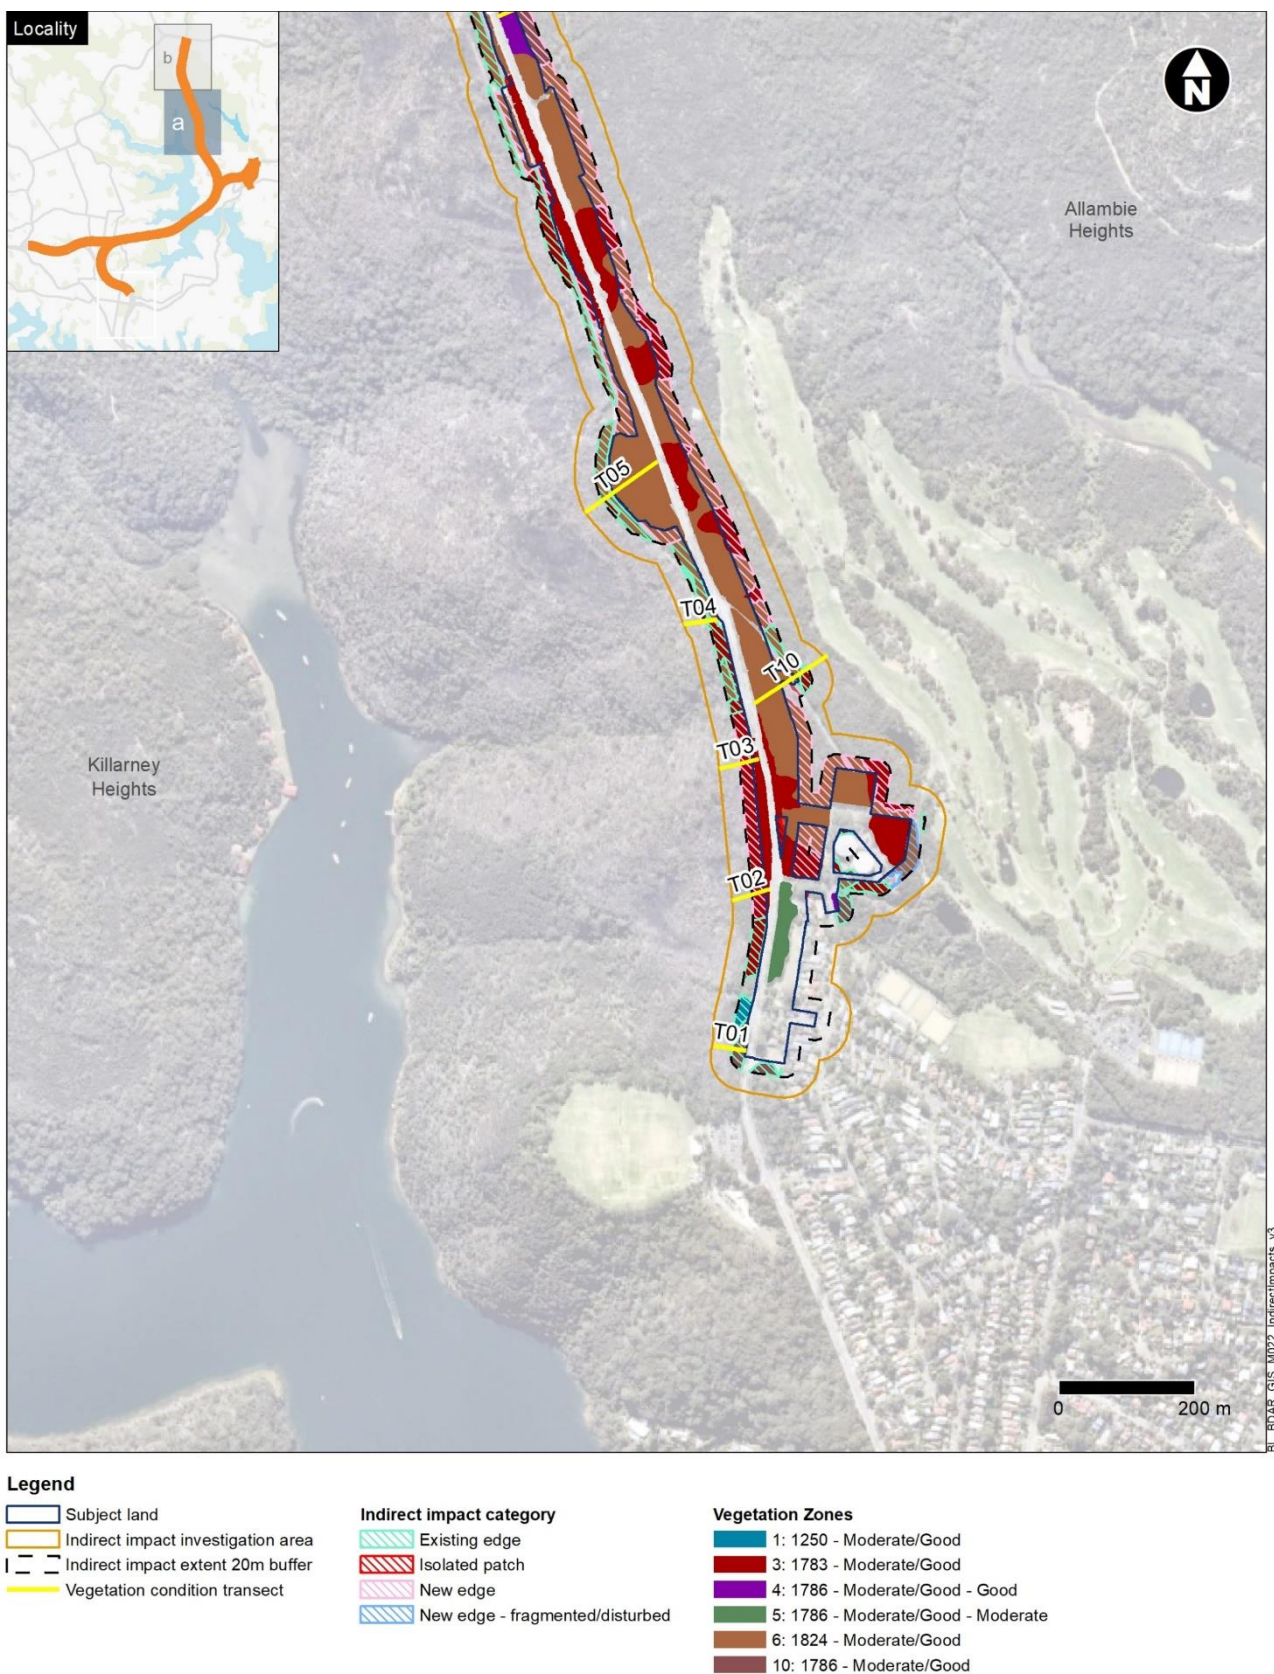 Locality
b
a
N
Allambie
Heights
T05
T04
T10
T03
Killarney
Heights
T02
T01
0 200 m
BL_BDAR_GIS_M022_IndirectImpacts_v3
Legend
Subject land
Indirect impact investigation area
Indirect impact extent 20m buffer
Vegetation condition transect
Indirect impact category
Existing edge
Isolated patch
New edge
New edge - fragmented/disturbed
Vegetation Zones
1: 1250 - Moderate/Good
3: 1783 - Moderate/Good
4: 1786 - Moderate/Good - Good
5: 1786 - Moderate/Good - Moderate
6: 1824 - Moderate/Good
10: 1786 - Moderate/Good